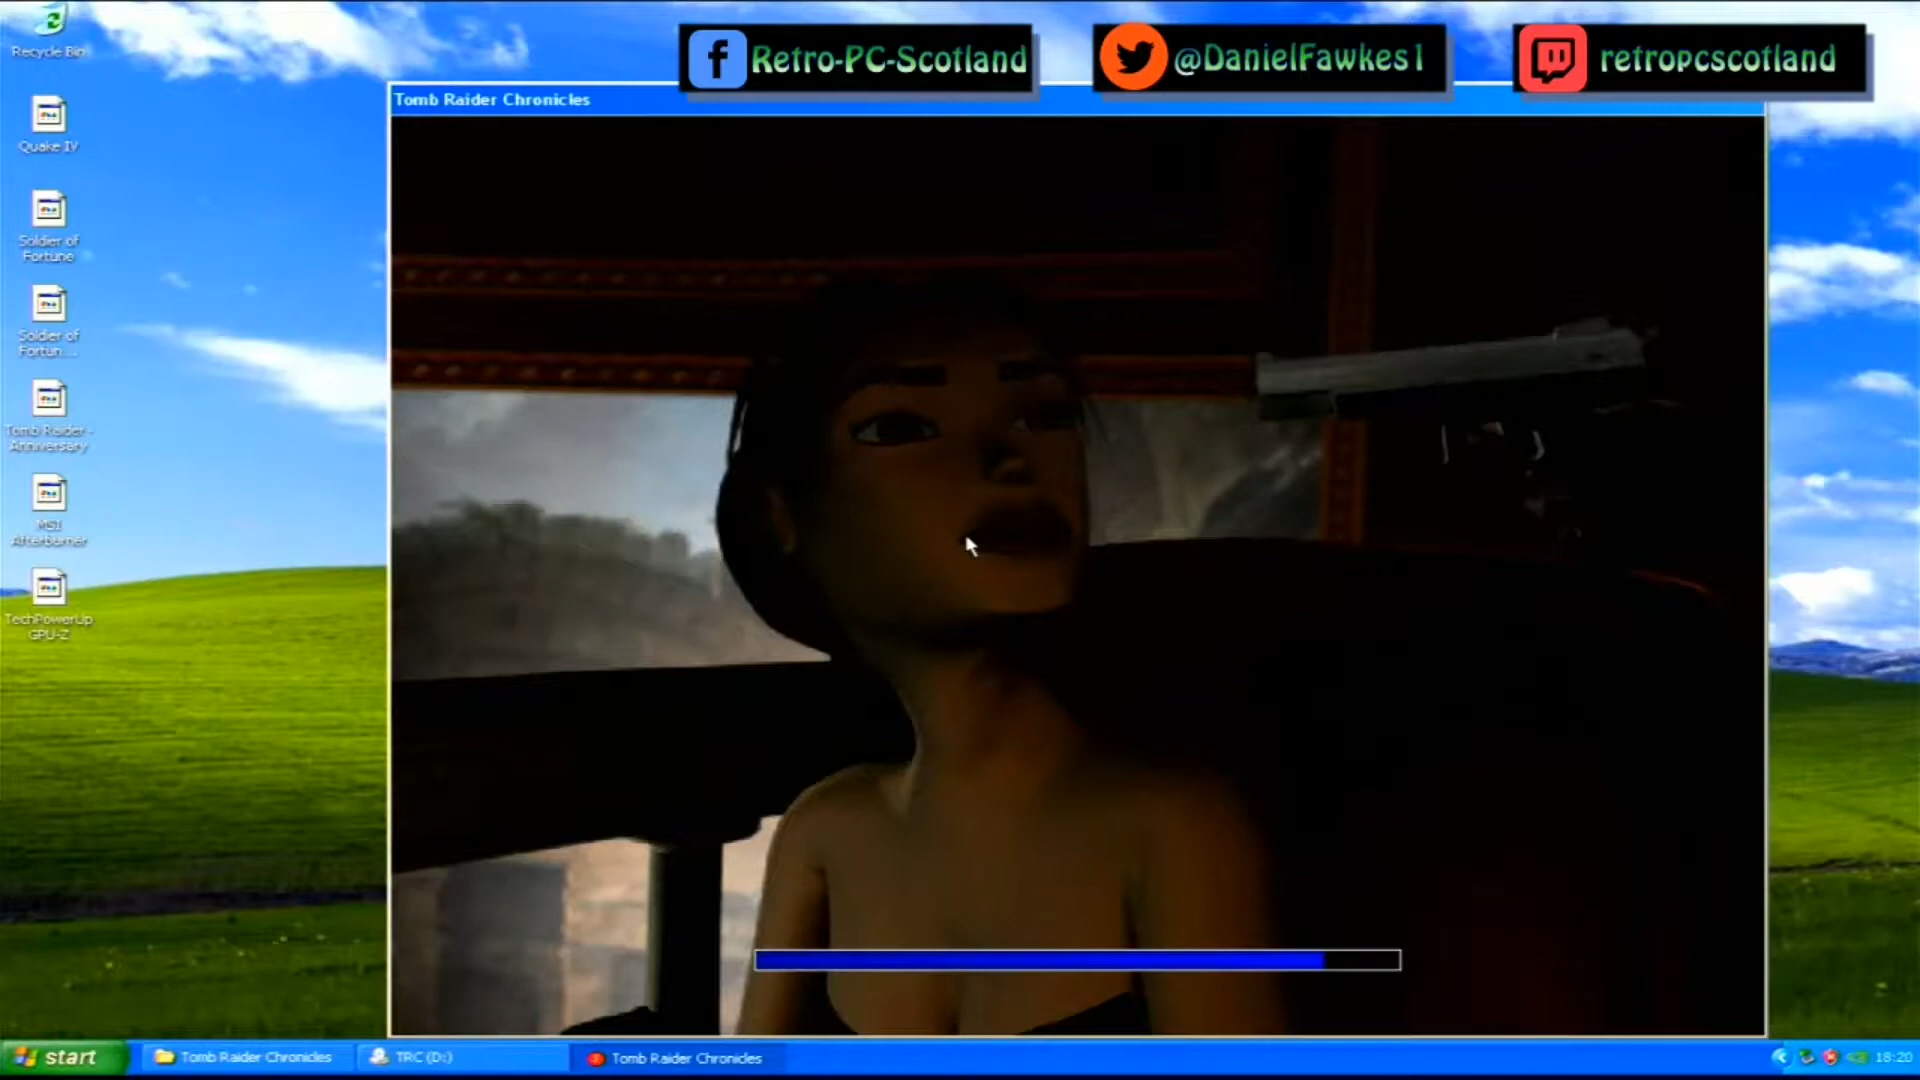 Recycle Bin
Retro-PC-Scotland
@DanielFawkes1
retropcscotland
Tomb Raider Chronicles
Quake IV
Soldier of
Fortune
Soldier of
Fortun...
Tomb Raider -
Anniversary
MSI
Afterburner
TechPowerUp
GPU-Z
start
Tomb Raider Chronicles
TRC (D:)
Tomb Raider Chronicles
18:20